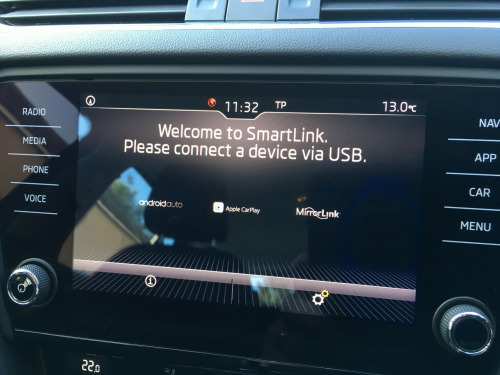 11:32 TP 13.0°C
RADIO
MEDIA
PHONE
VOICE
Welcome to SmartLink.
Please connect a device via USB.
androidauto Apple CarPlay MirrorLink
NAV
APP
CAR
MENU
22.0